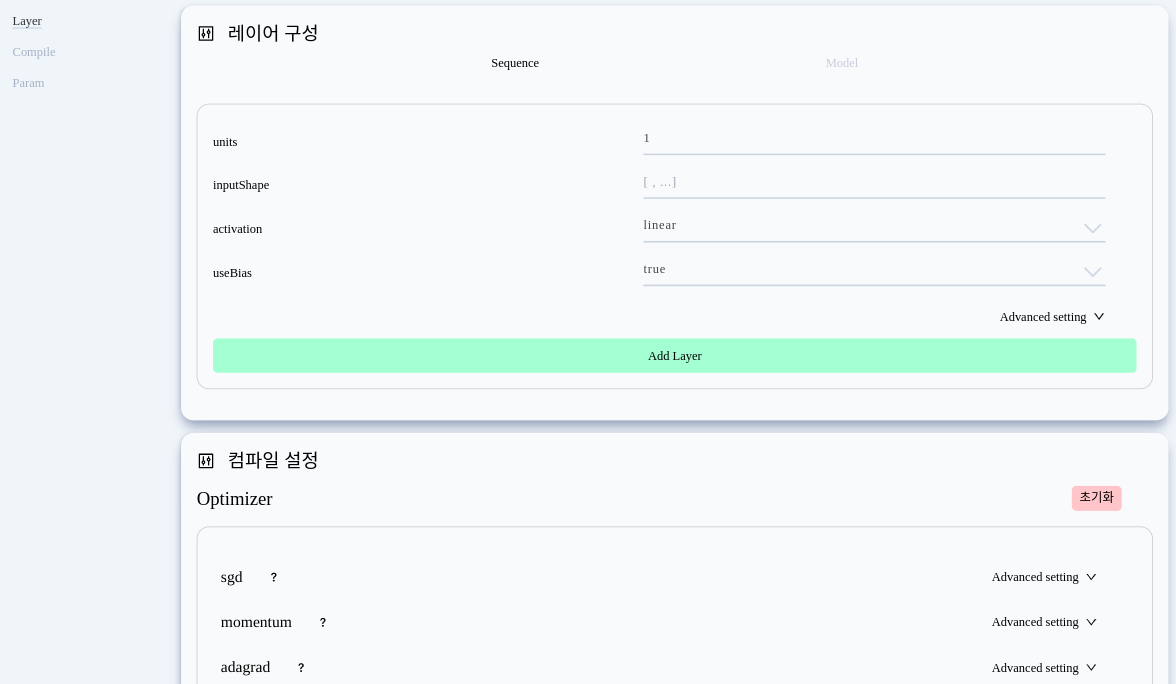 Layer
Compile
Param
레이어 구성
Sequence
Model
units
1
inputShape
[ , ...]
activation
linear
useBias
true
Advanced setting
Add Layer
컴파일 설정
Optimizer
초기화
sgd ?
Advanced setting
momentum ?
Advanced setting
adagrad ?
Advanced setting